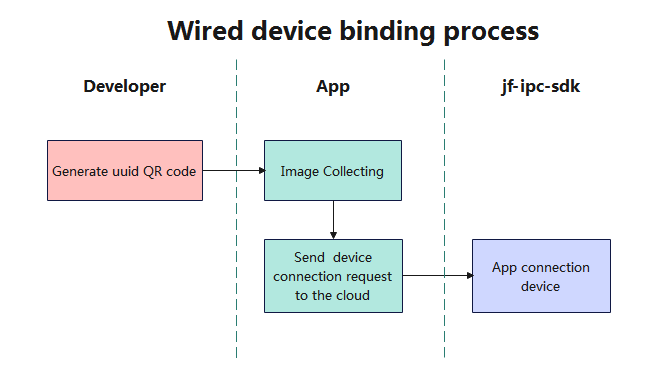 Wired device binding process
Developer
App
jf-ipc-sdk
Generate uuid QR code
Image Collecting
Send device
connection request
to the cloud
App connection
device